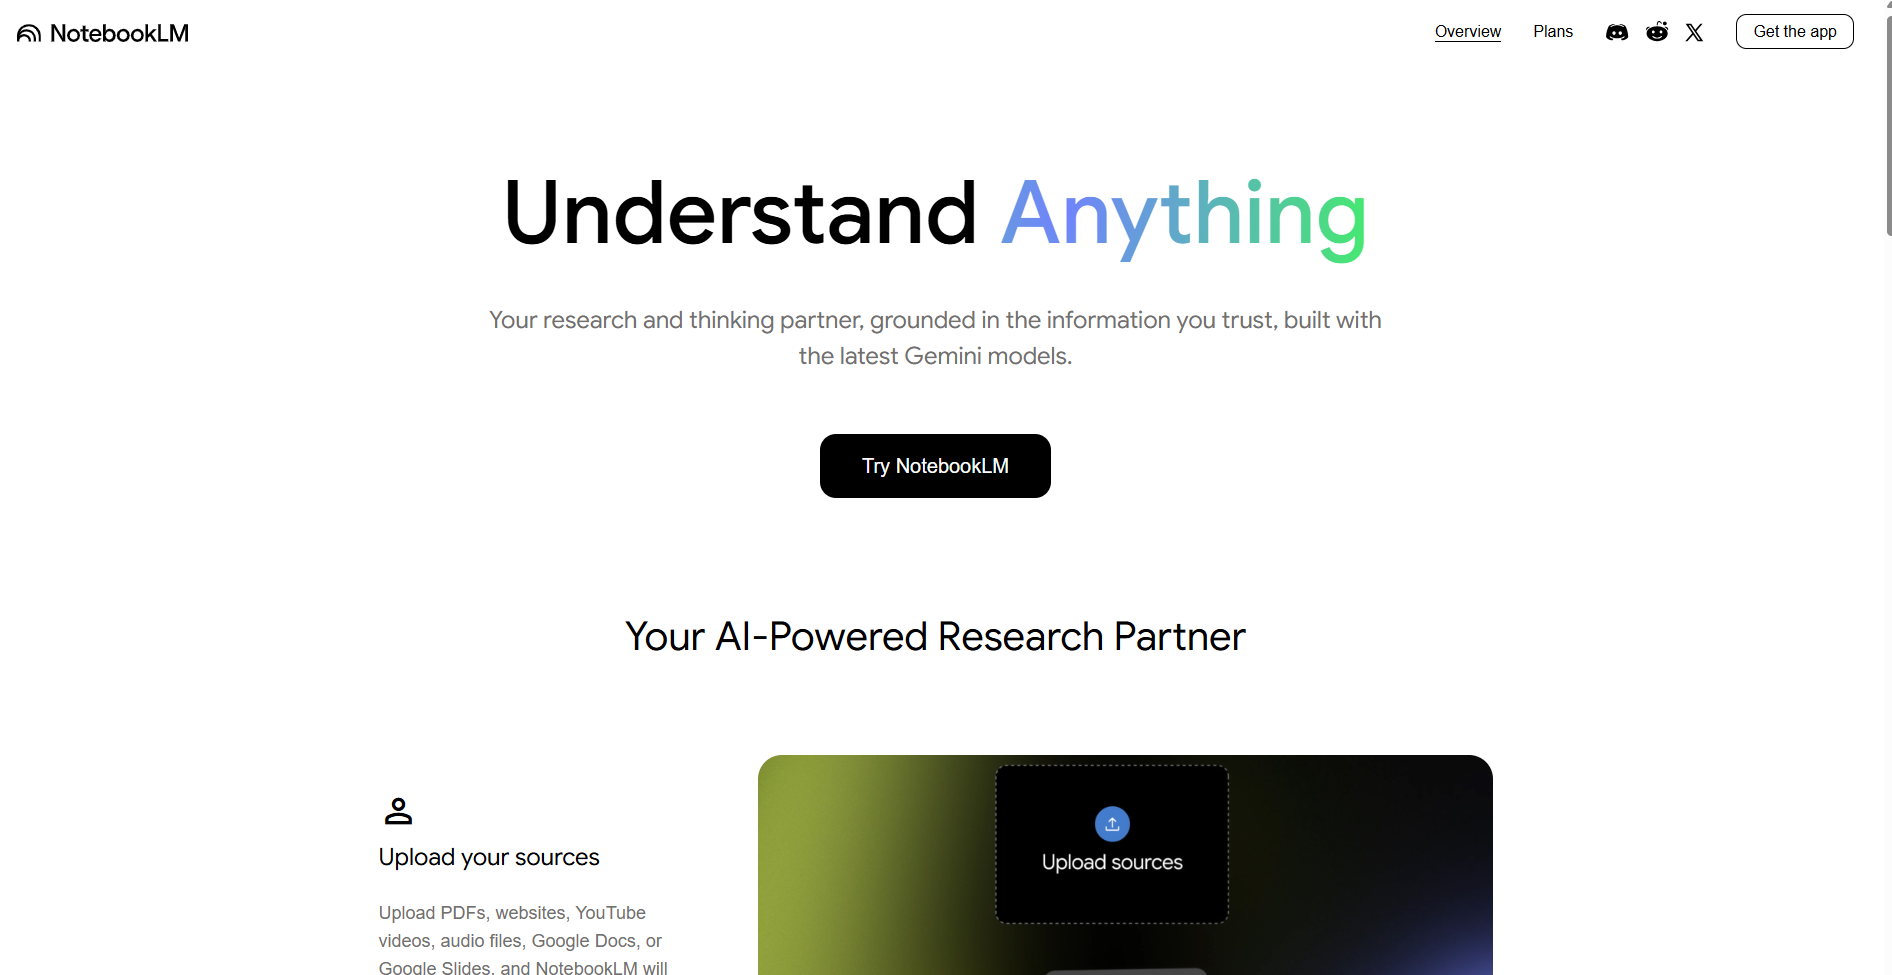 NotebookLM
Overview
Plans
Get the app
Understand Anything
Your research and thinking partner, grounded in the information you trust, built with
the latest Gemini models.
Try NotebookLM
Your AI-Powered Research Partner
Upload your sources
Upload PDFs, websites, YouTube
videos, audio files, Google Docs, or
Google Slides, and NotebookLM will
Upload sources